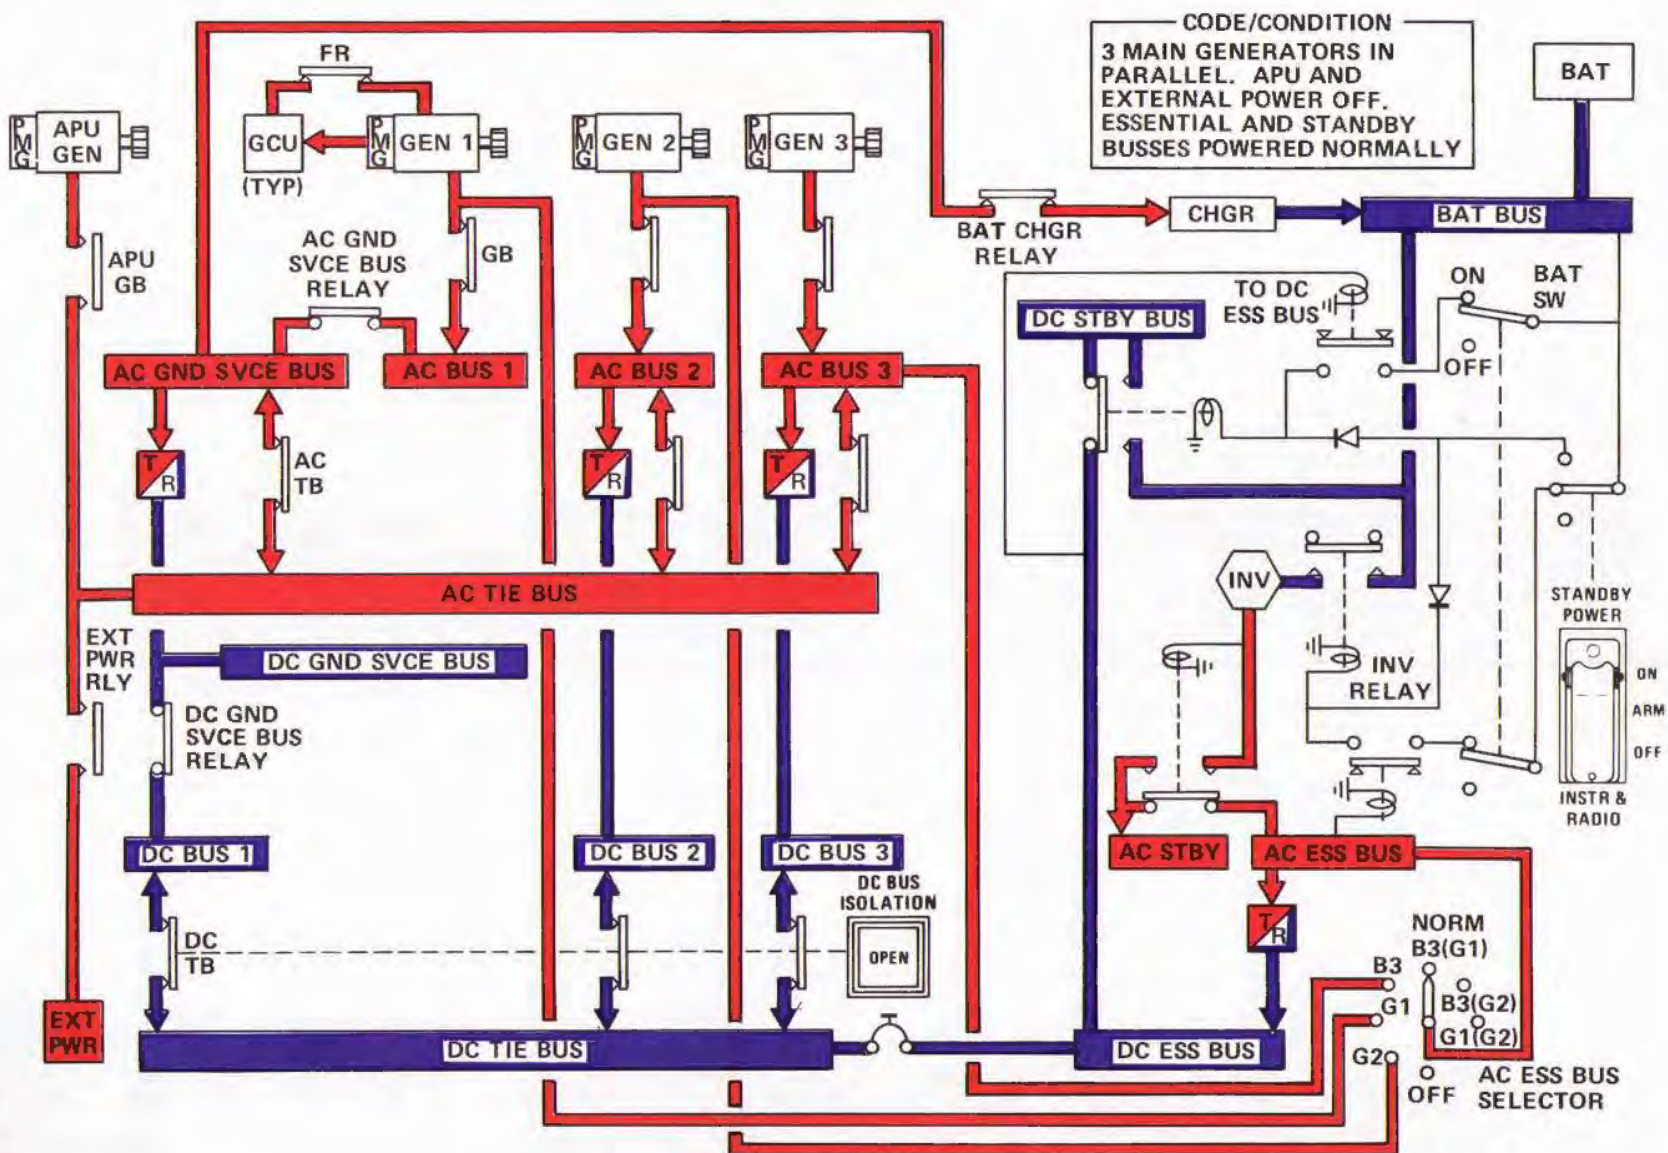 CODE/CONDITION
3 MAIN GENERATORS IN
PARALLEL. APU AND
EXTERNAL POWER OFF.
ESSENTIAL AND STANDBY
BUSSES POWERED NORMALLY
BAT
FR
PMG
APU
GEN
GCU
(TYP)
PMG
GEN 1
PMG
GEN 2
PMG
GEN 3
APU
GB
AC GND
SVCE BUS
RELAY
GB
BAT CHGR
RELAY
CHGR
BAT BUS
TO DC
ESS BUS
ON
BAT
SW
OFF
DC STBY BUS
AC GND SVCE BUS
AC BUS 1
AC BUS 2
AC BUS 3
T
R
AC
TB
T
R
T
R
AC TIE BUS
INV
STANDBY
POWER
ON
ARM
OFF
INSTR &
RADIO
INV
RELAY
EXT
PWR
RLY
DC GND SVCE BUS
DC GND
SVCE BUS
RELAY
DC BUS 1
DC BUS 2
DC BUS 3
AC STBY
AC ESS BUS
DC BUS
ISOLATION
OPEN
DC
TB
T
R
NORM
B3(G1)
B3
G1
B3(G2)
G1(G2)
G2
OFF
AC ESS BUS
SELECTOR
EXT
PWR
DC TIE BUS
DC ESS BUS